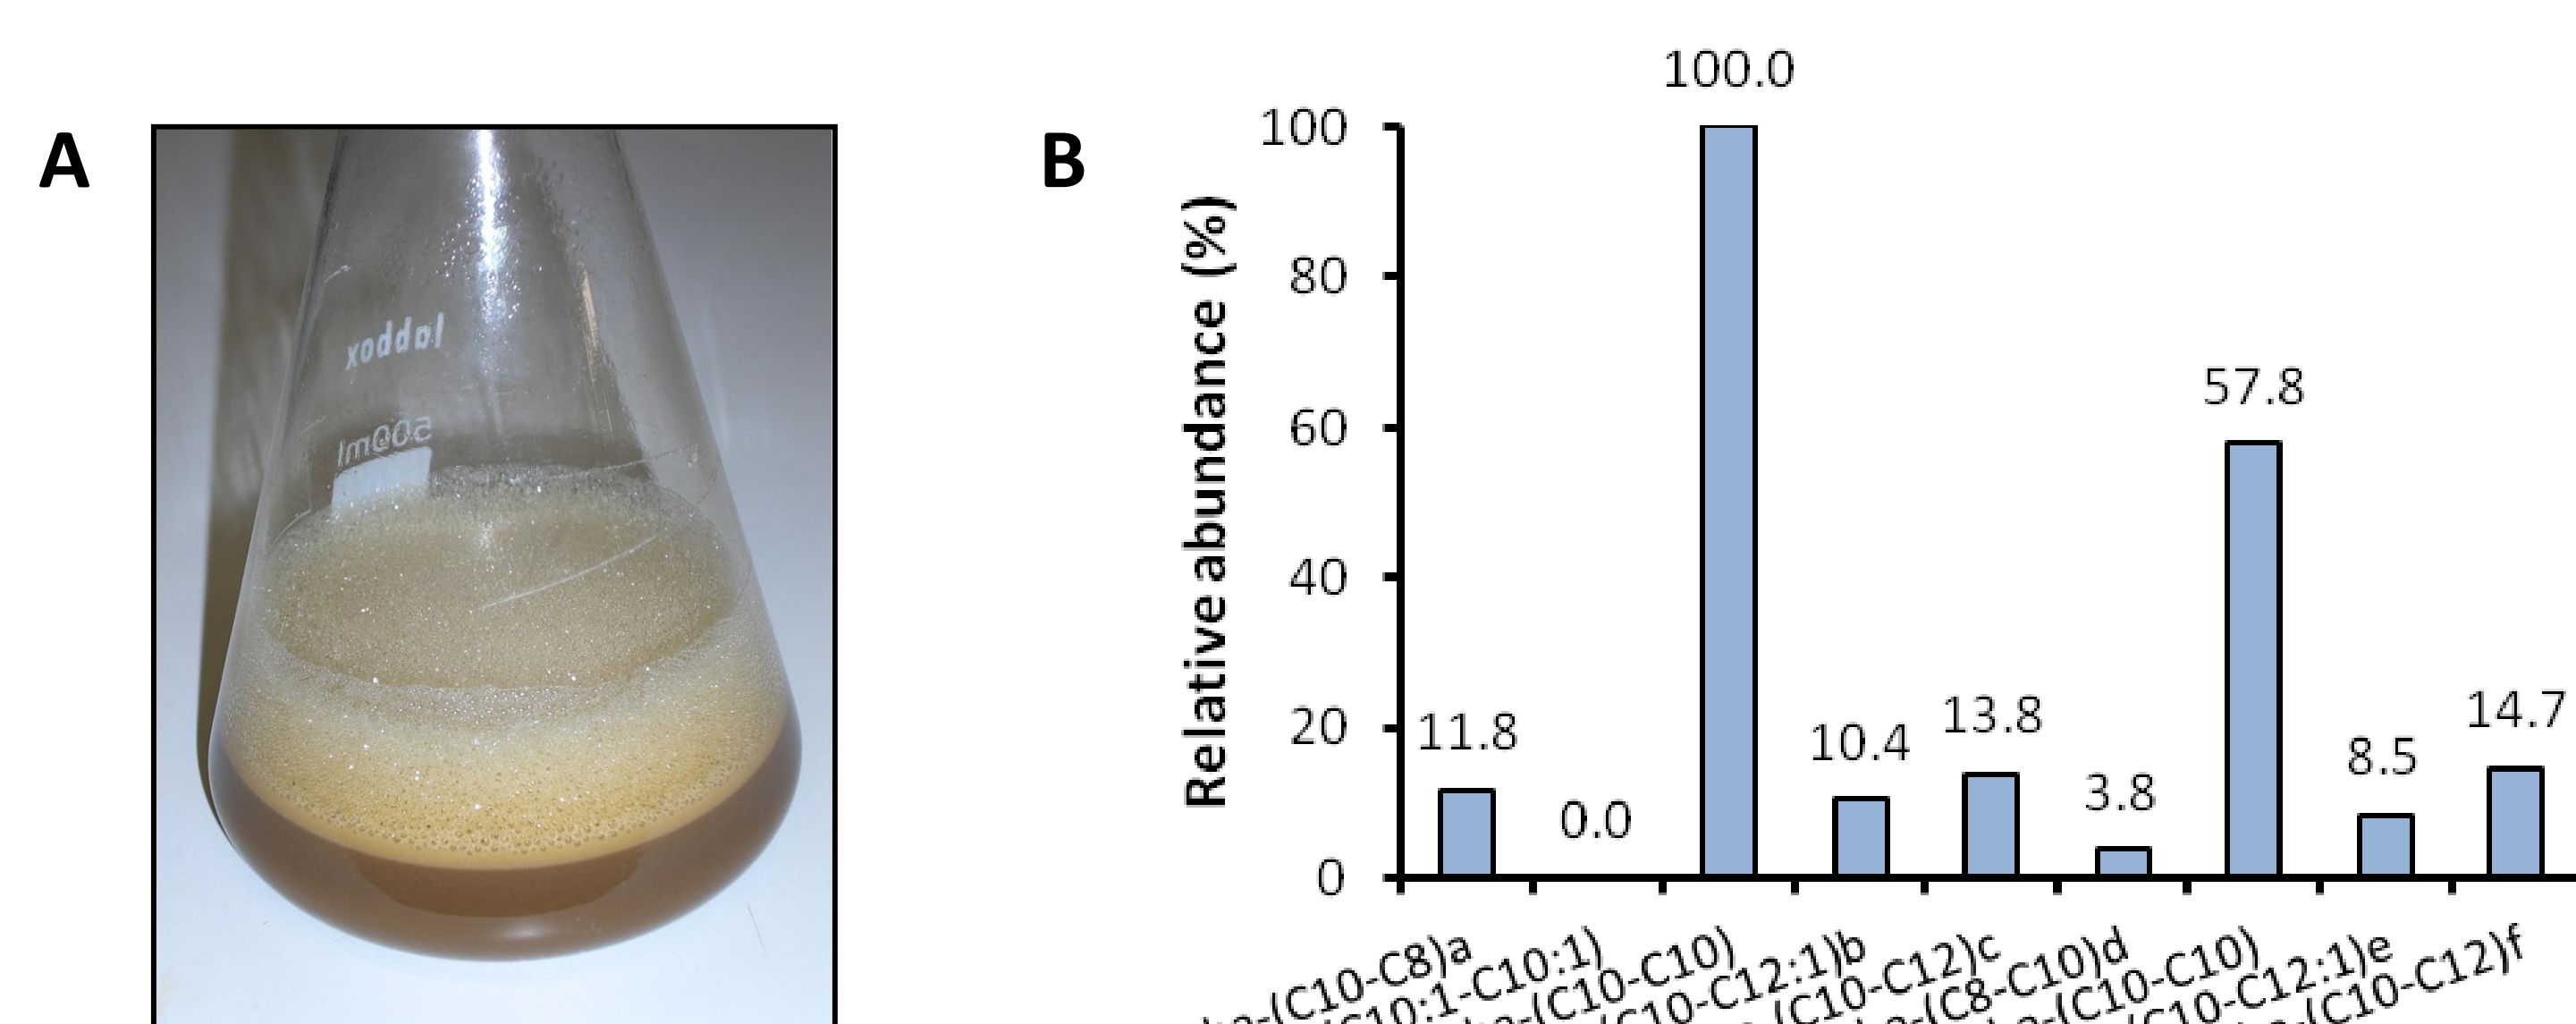 A
labbox
500ml
B
Relative abundance (%)
100
80
60
40
20
0
100.0
57.8
11.8
0.0
10.4
13.8
3.8
8.5
14.7
-(C10-C8)a
(C10:1-C10:1)
-(C10-C10)
(C10-C12:1)b
(C10-C12)c
-(C8-C10)d
-(C10-C10)
(C10-C12:1)e
(C10-C12)f